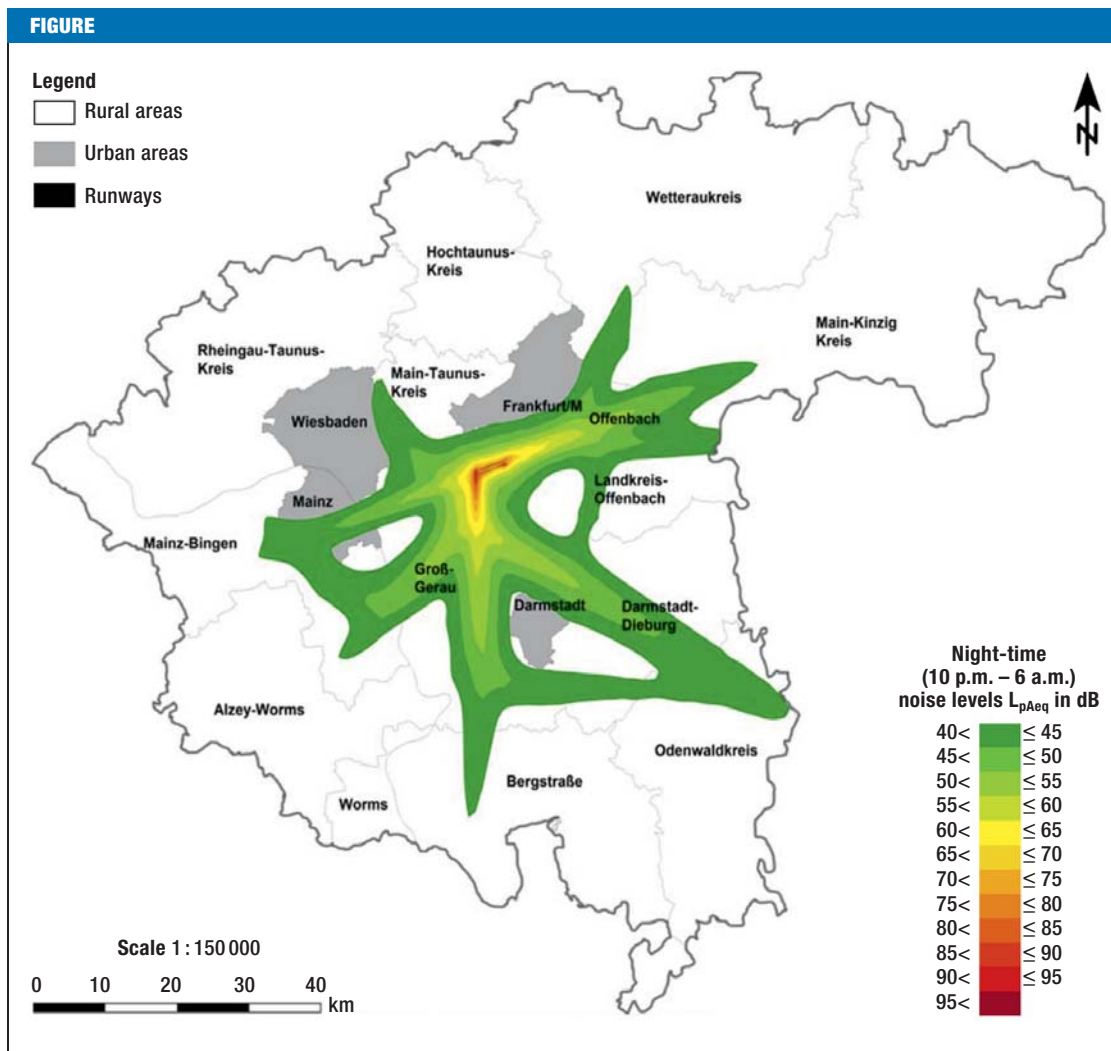 FIGURE
Legend
Rural areas
Urban areas
Runways
N
Wetteraukreis
Hochtaunus-
Kreis
Main-Kinzig
Kreis
Rheingau-Taunus-
Kreis
Main-Taunus-
Kreis
Frankfurt/M
Offenbach
Wiesbaden
Landkreis-
Offenbach
Mainz
Mainz-Bingen
Groß-
Gerau
Darmstadt
Darmstadt-
Dieburg
Alzey-Worms
Odenwaldkreis
Bergstraße
Worms
Night-time
(10 p.m. – 6 a.m.)
noise levels LpAeq in dB
40< ≤ 45
45< ≤ 50
50< ≤ 55
55< ≤ 60
60< ≤ 65
65< ≤ 70
70< ≤ 75
75< ≤ 80
80< ≤ 85
85< ≤ 90
90< ≤ 95
95<
Scale 1 : 150 000
0 10 20 30 40
km